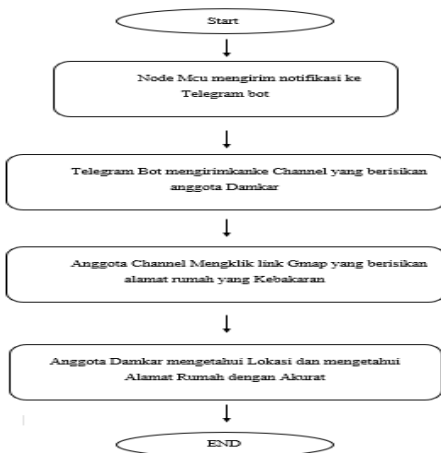 Start
Node Mcu mengirim notifikasi ke
Telegram bot
Telegram Bot mengirimkanke Channel yang berisikan
anggota Damkar
Anggota Channel Mengklik link Gmap yang berisikan
alamat rumah yang Kebakaran
Anggota Damkar mengetahui Lokasi dan mengetahui
Alamat Rumah dengan Akurat
END